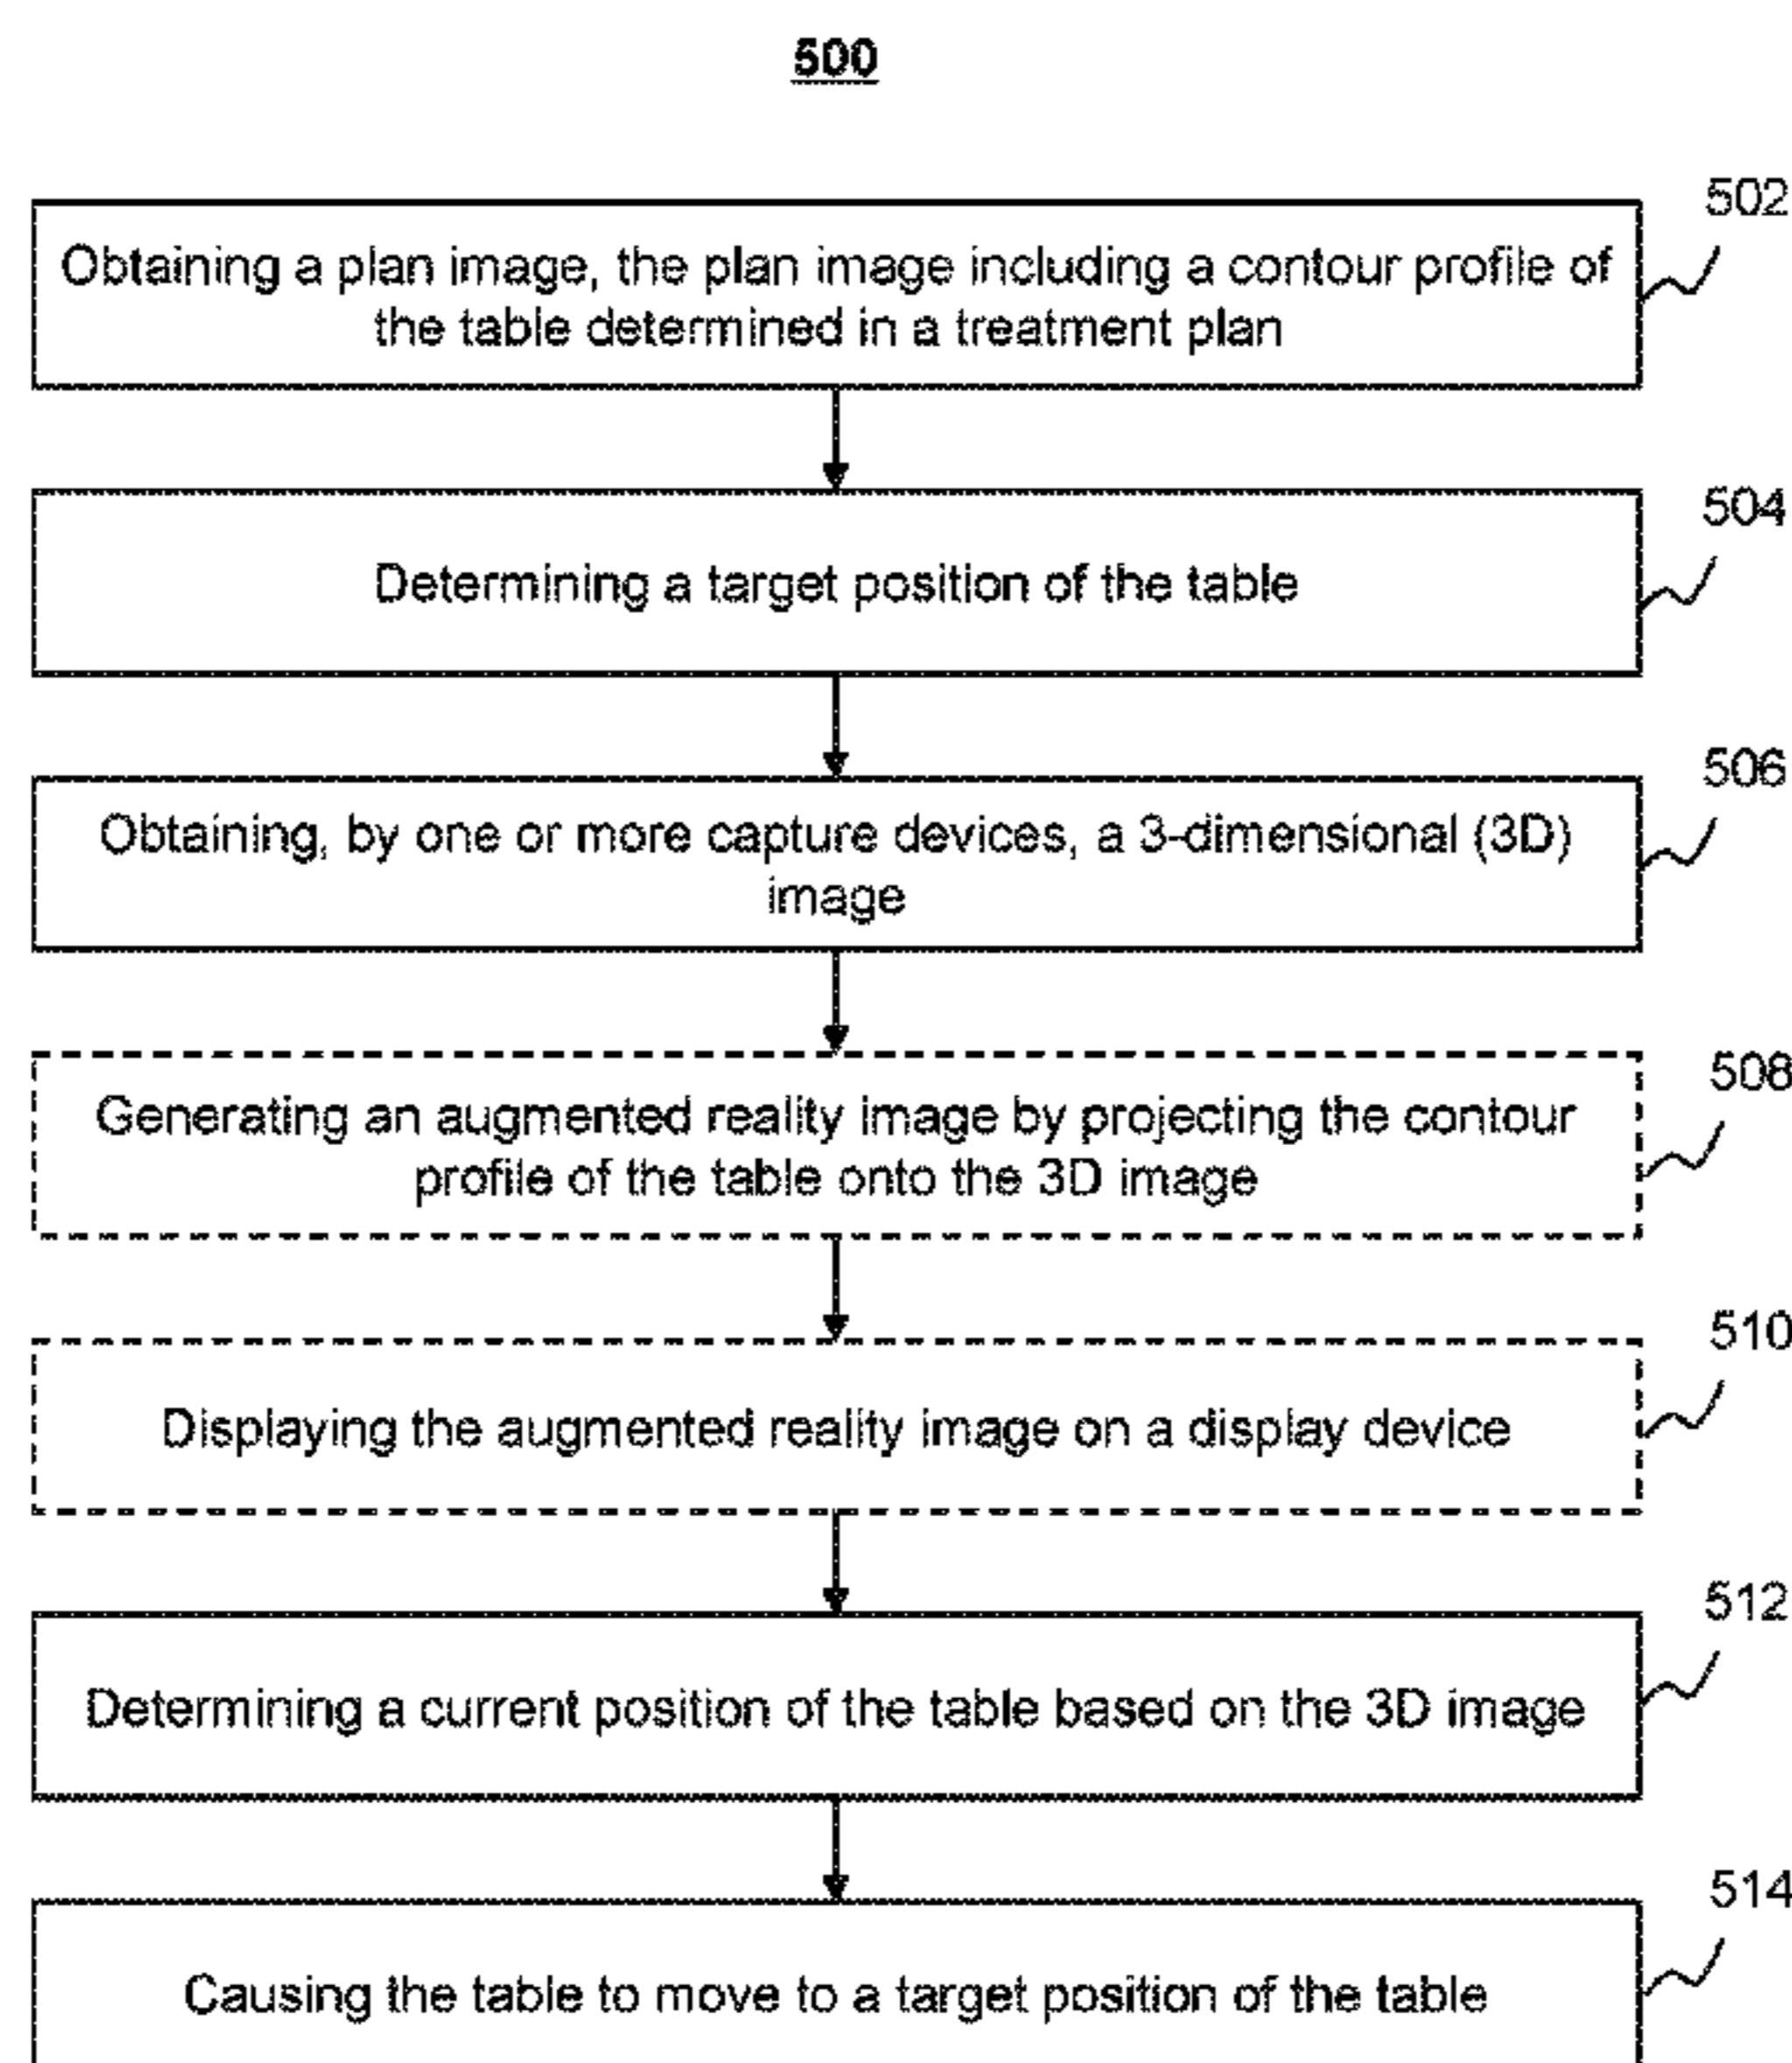 500
502
Obtaining a plan image, the plan image including a contour profile of
the table determined in a treatment plan
504
Determining a target position of the table
506
Obtaining, by one or more capture devices, a 3-dimensional (3D)
image
508
Generating an augmented reality image by projecting the contour
profile of the table onto the 3D image
510
Displaying the augmented reality image on a display device
512
Determining a current position of the table based on the 3D image
514
Causing the table to move to a target position of the table